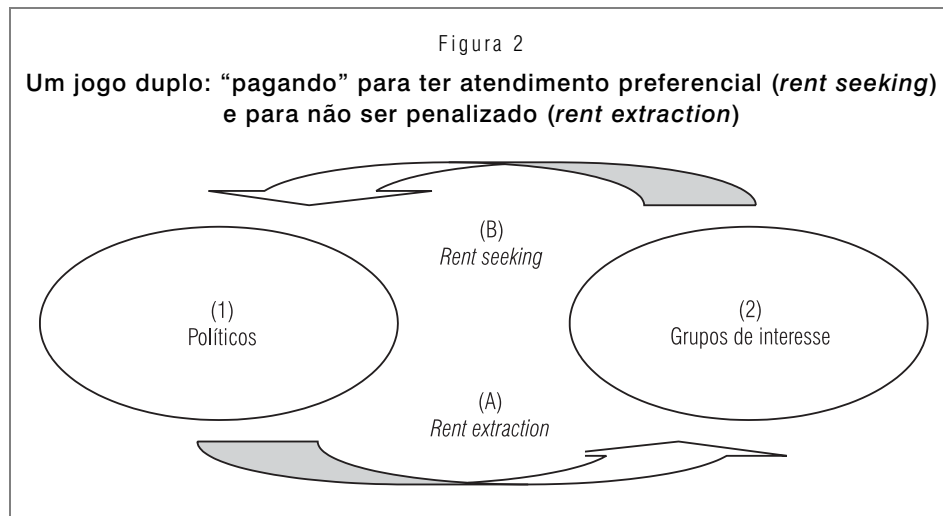 Figura 2
Um jogo duplo: “pagando” para ter atendimento preferencial (rent seeking)
e para não ser penalizado (rent extraction)
(B)
Rent seeking
(1)
Políticos
(2)
Grupos de interesse
(A)
Rent extraction